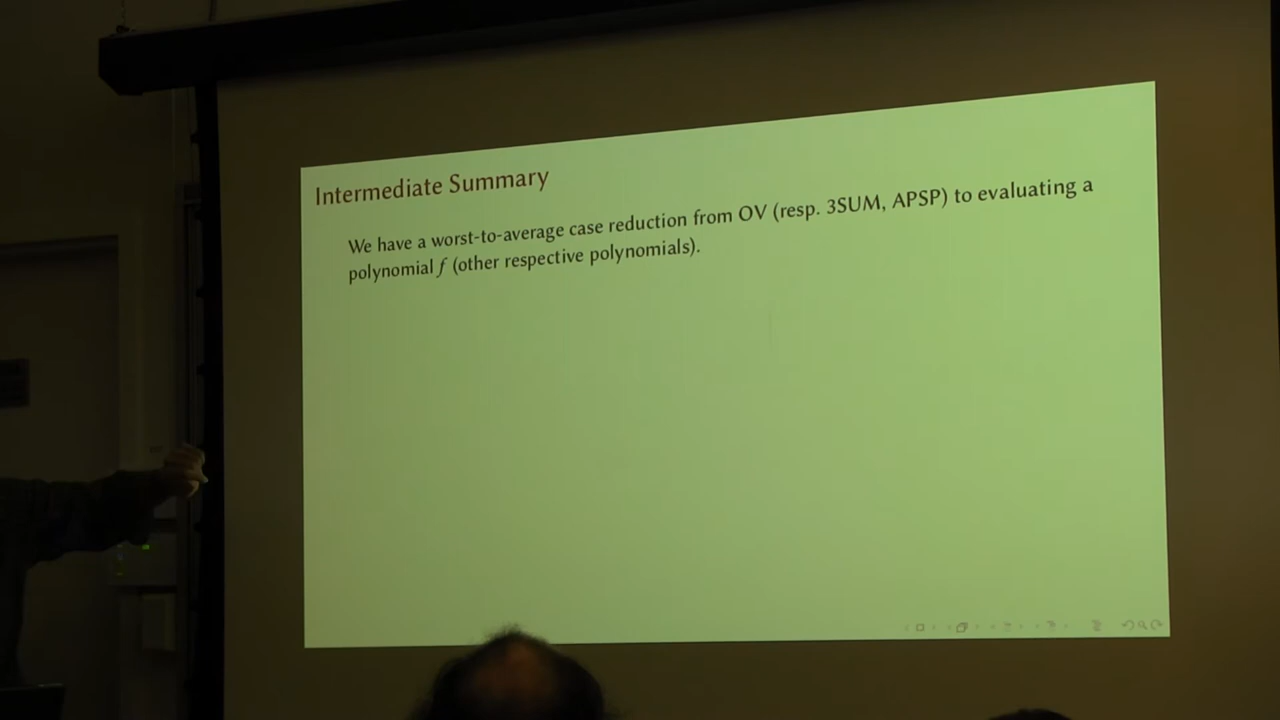 Intermediate Summary
We have a worst-to-average case reduction from OV (resp. 3SUM, APSP) to evaluating a
polynomial f (other respective polynomials).